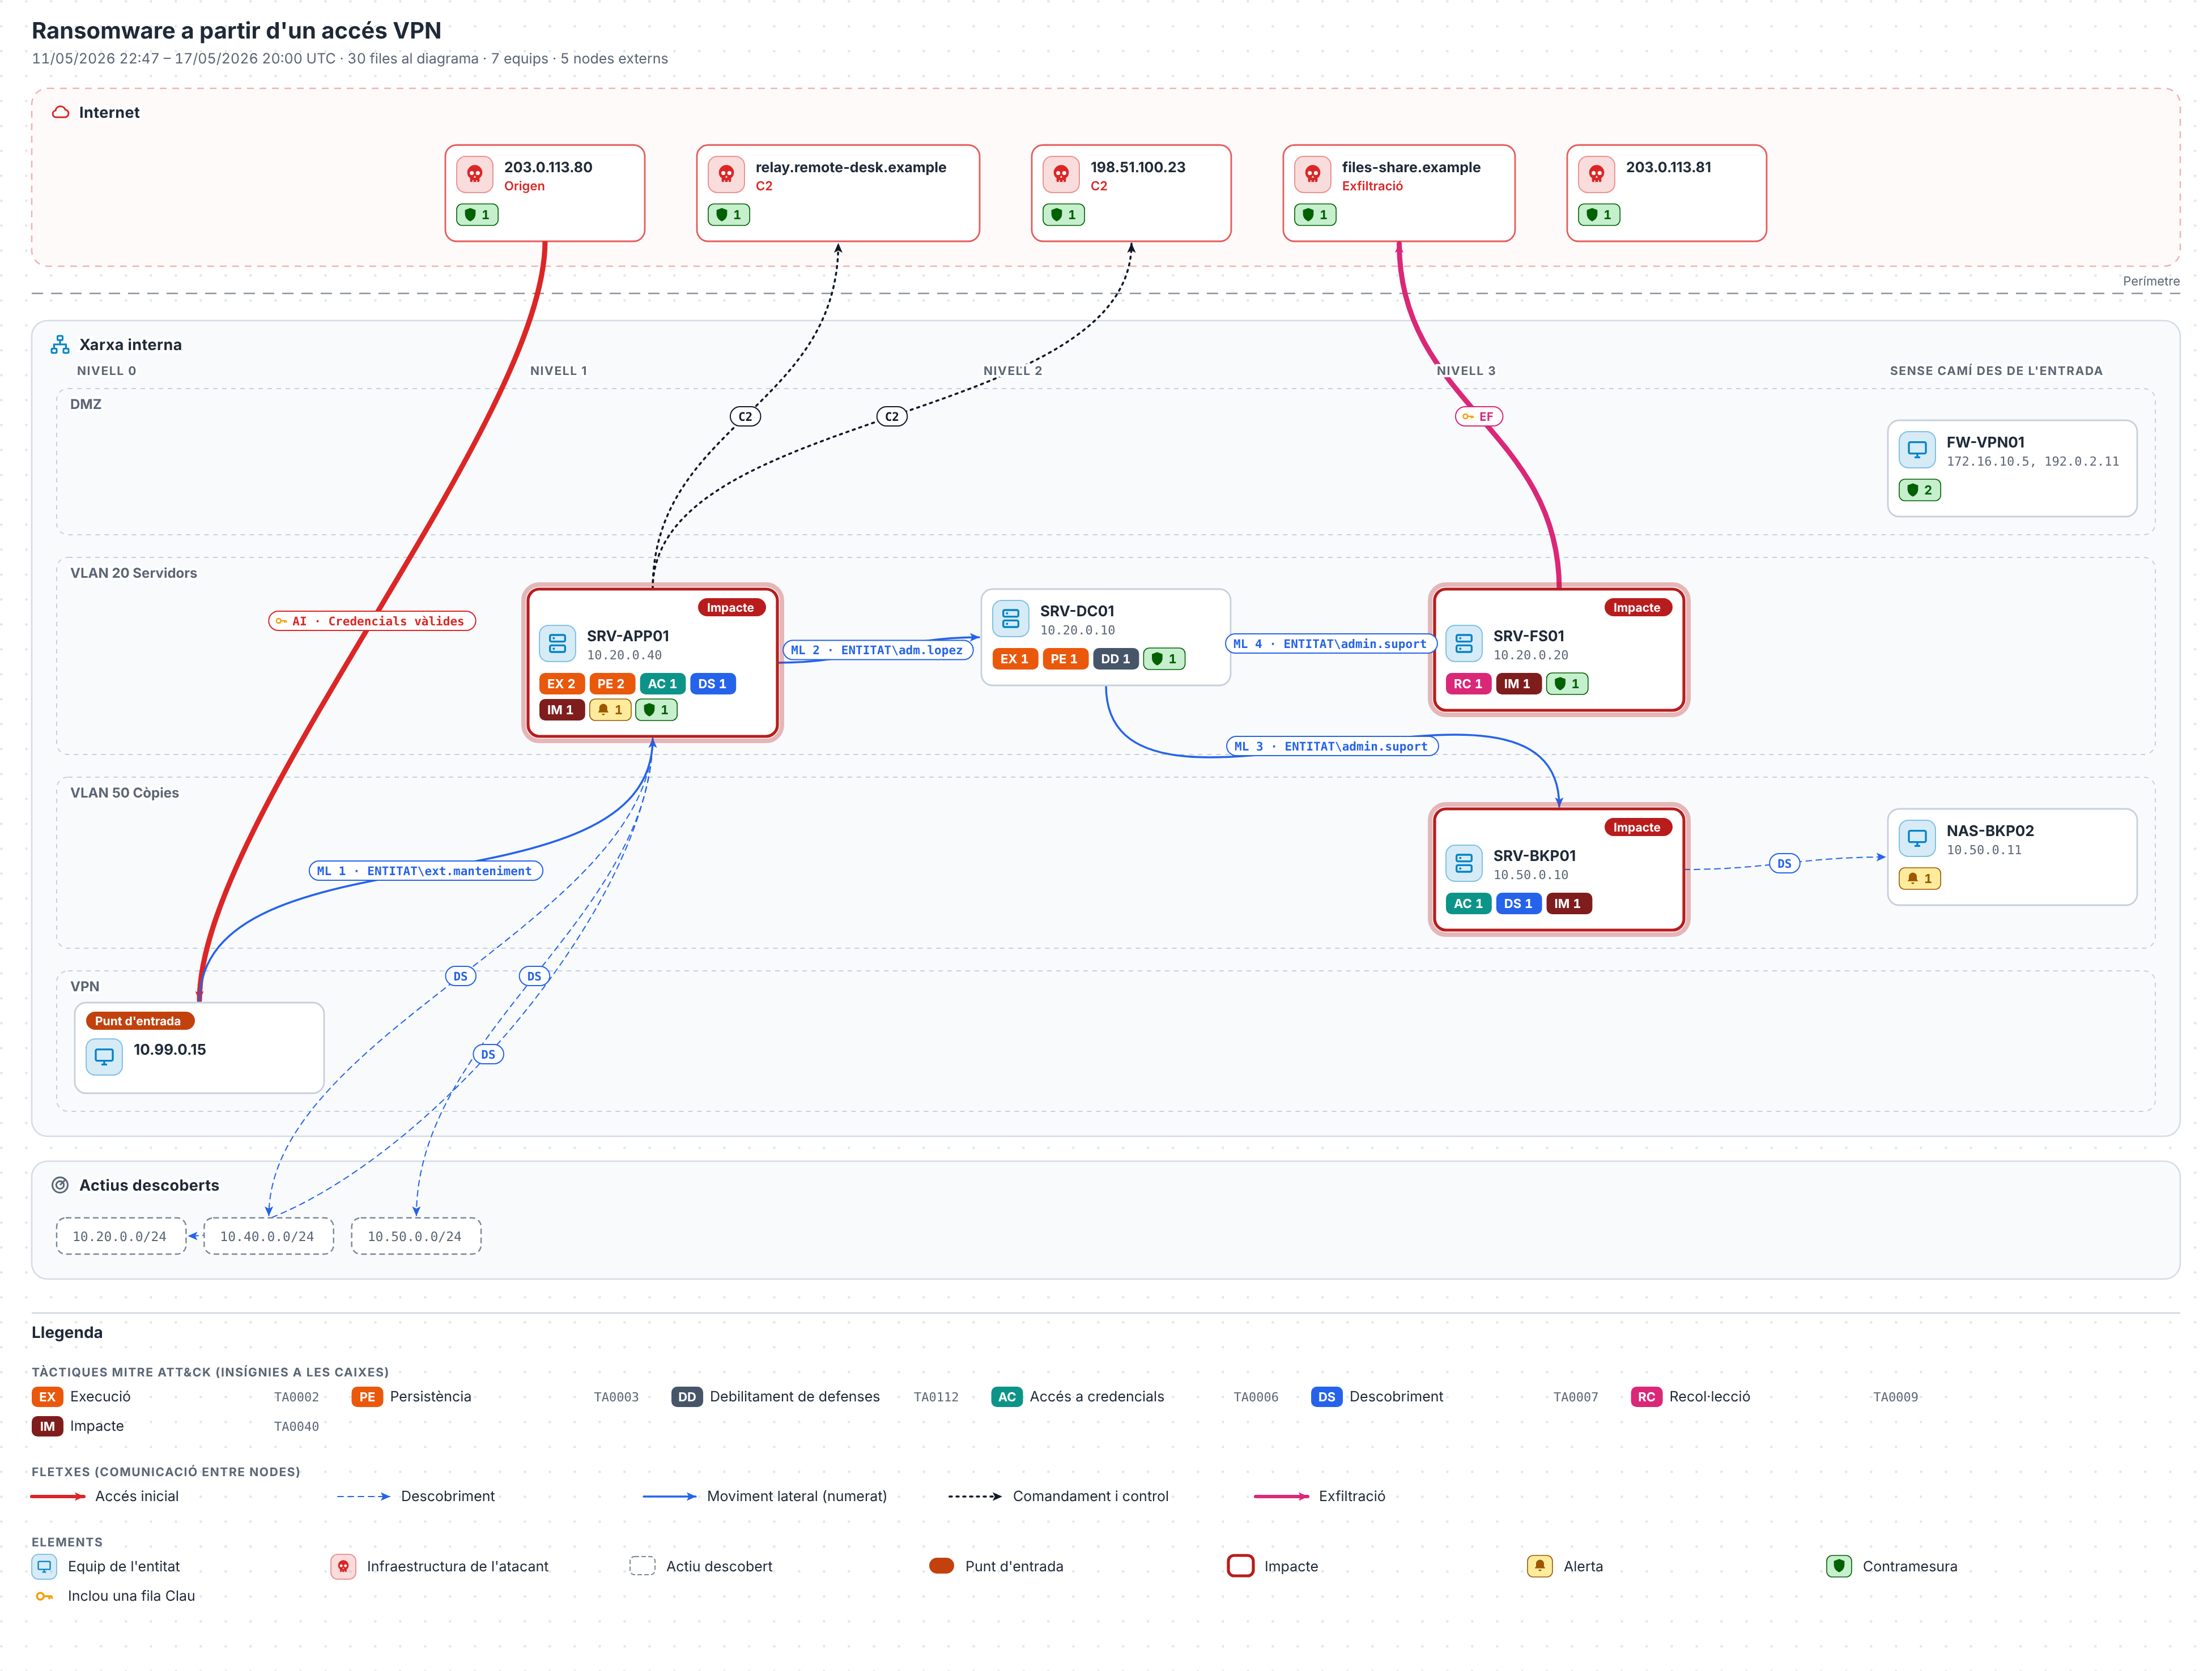 Ransomware a partir d'un accés VPN
11/05/2026 22:47 – 17/05/2026 20:00 UTC · 30 files al diagrama · 7 equips · 5 nodes externs
Internet
203.0.113.80
Origen
1
relay.remote-desk.example
C2
1
198.51.100.23
C2
1
files-share.example
Exfiltració
1
203.0.113.81
1
Perímetre
Xarxa interna
NIVELL 0
NIVELL 1
NIVELL 2
NIVELL 3
SENSE CAMÍ DES DE L'ENTRADA
DMZ
C2
C2
EF
FW-VPN01
172.16.10.5, 192.0.2.11
2
VLAN 20 Servidors
AI · Credencials vàlides
Impacte
SRV-APP01
10.20.0.40
EX 2 PE 2 AC 1 DS 1
IM 1 1 1
ML 2 · ENTITAT\adm.lopez
SRV-DC01
10.20.0.10
EX 1 PE 1 DD 1 1
ML 4 · ENTITAT\admin.suport
Impacte
SRV-FS01
10.20.0.20
RC 1 IM 1 1
ML 3 · ENTITAT\admin.suport
VLAN 50 Còpies
ML 1 · ENTITAT\ext.manteniment
Impacte
SRV-BKP01
10.50.0.10
AC 1 DS 1 IM 1
DS
NAS-BKP02
10.50.0.11
1
DS
DS
VPN
Punt d'entrada
10.99.0.15
DS
Actius descoberts
10.20.0.0/24
10.40.0.0/24
10.50.0.0/24
Llegenda
TÀCTIQUES MITRE ATT&CK (INSÍGNIES A LES CAIXES)
EX Execució TA0002
PE Persistència TA0003
DD Debilitament de defenses TA0112
AC Accés a credencials TA0006
DS Descobriment TA0007
RC Recol·lecció TA0009
IM Impacte TA0040
FLETXES (COMUNICACIÓ ENTRE NODES)
Accés inicial
Descobriment
Moviment lateral (numerat)
Comandament i control
Exfiltració
ELEMENTS
Equip de l'entitat
Infraestructura de l'atacant
Actiu descobert
Punt d'entrada
Impacte
Alerta
Contramesura
Inclou una fila Clau